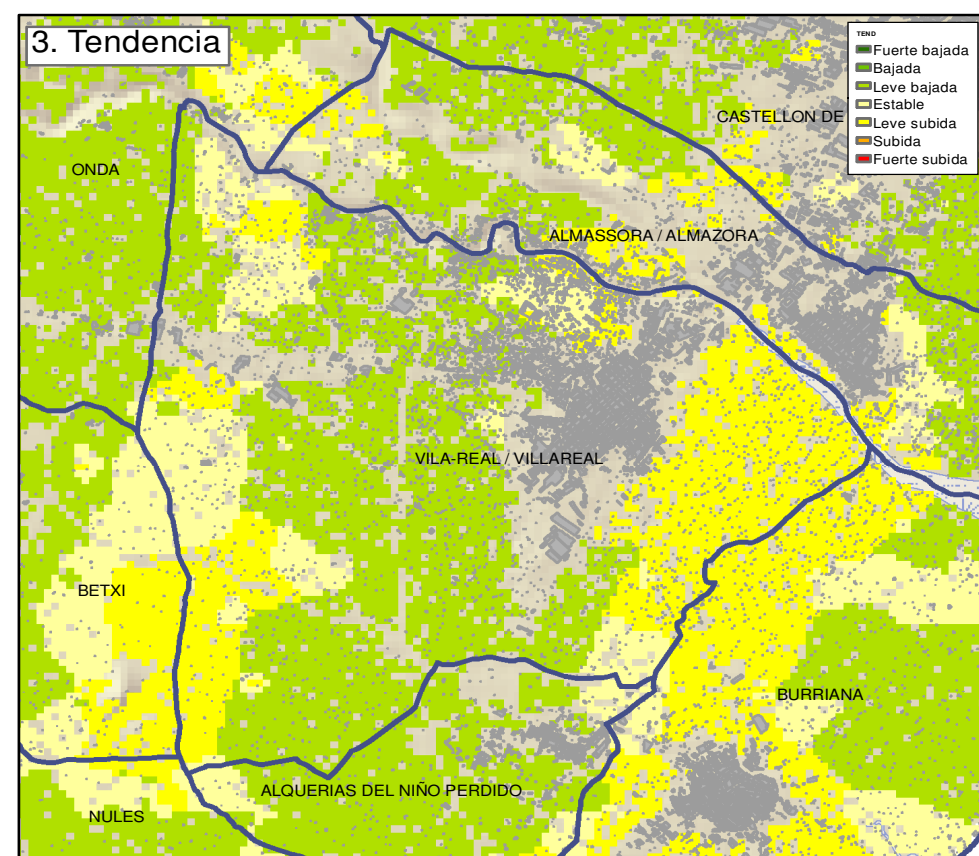 3. Tendencia
TEND
Fuerte bajada
Bajada
Leve bajada
Estable
Leve subida
Subida
Fuerte subida
CASTELLON DE
ONDA
ALMASSORA / ALMAZORA
VILA-REAL / VILLAREAL
BETXI
BURRIANA
ALQUERIAS DEL NIÑO PERDIDO
NULES